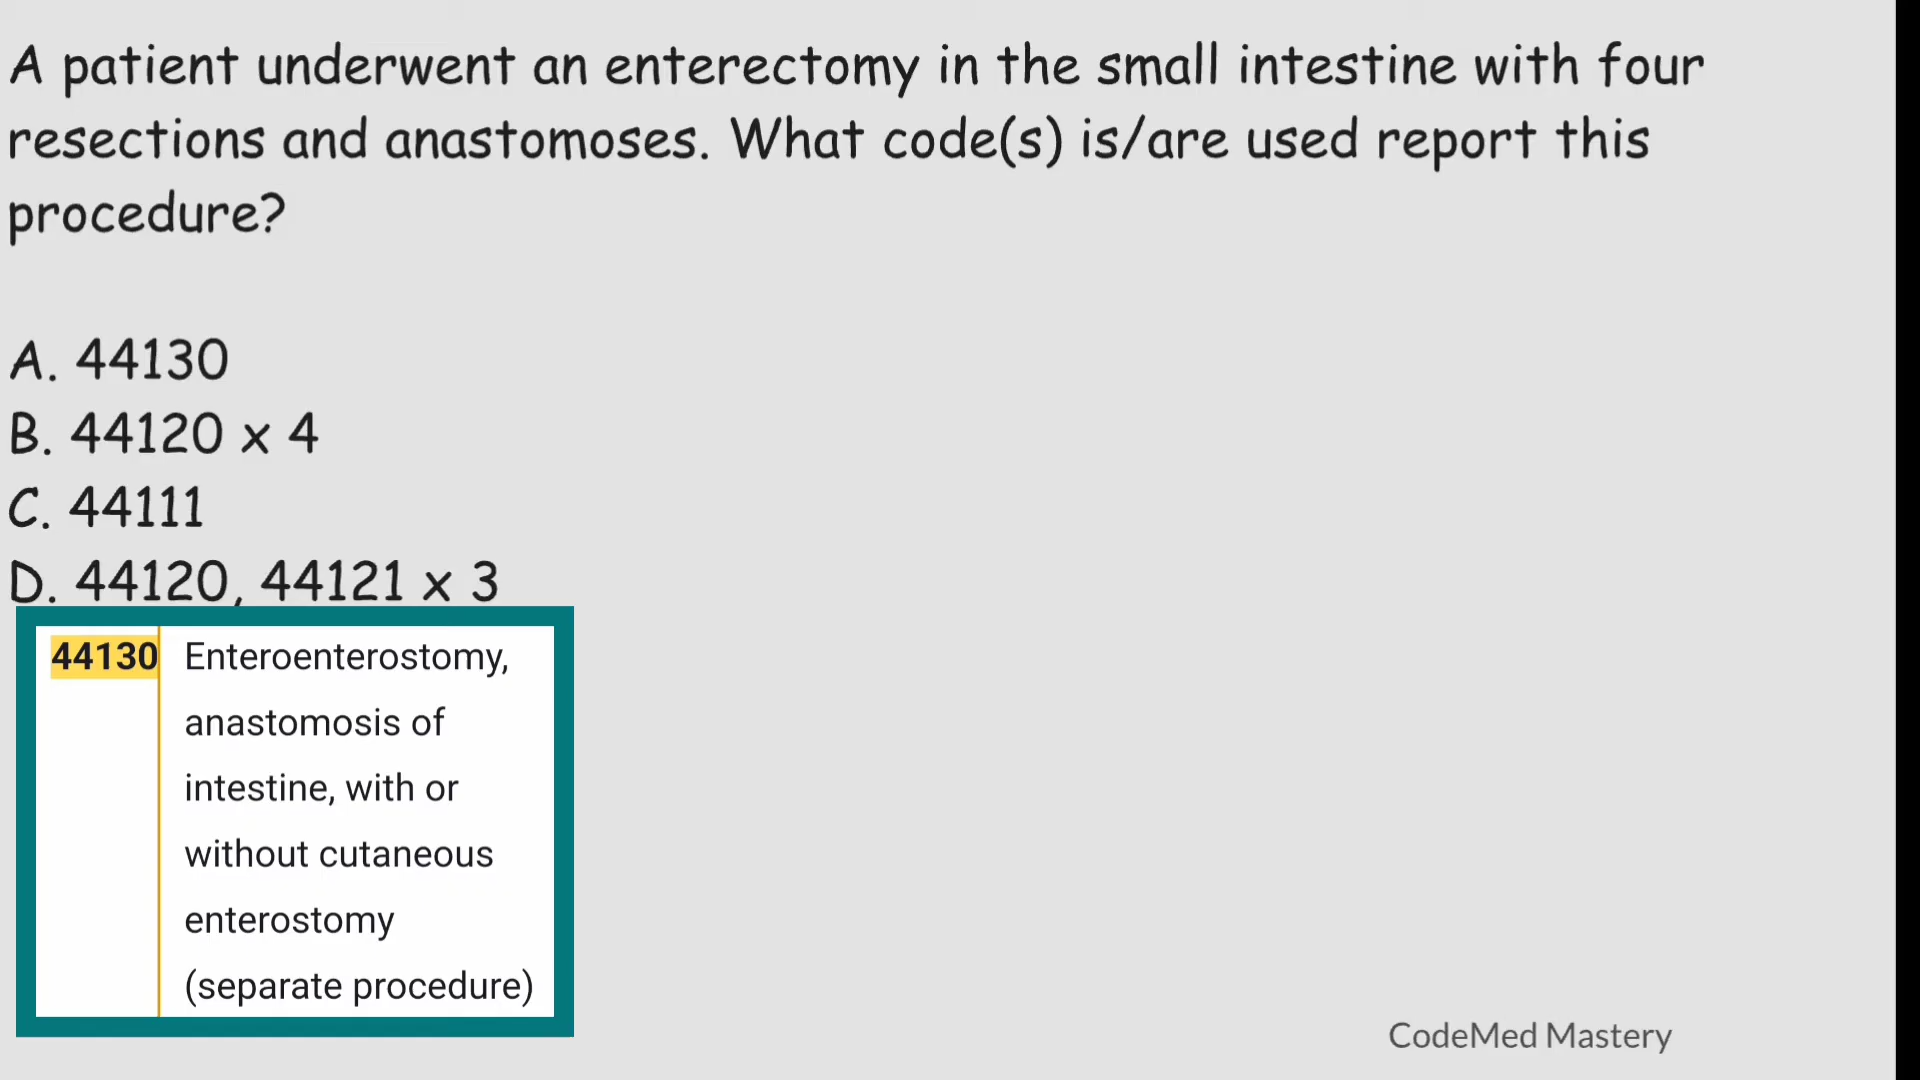 A patient underwent an enterectomy in the small intestine with four
resections and anastomoses. What code(s) is/are used report this
procedure?
A. 44130
B. 44120 x 4
C. 44111
D. 44120, 44121 x 3
44130 Enteroenterostomy,
anastomosis of
intestine, with or
without cutaneous
enterostomy
(separate procedure)
CodeMed Mastery